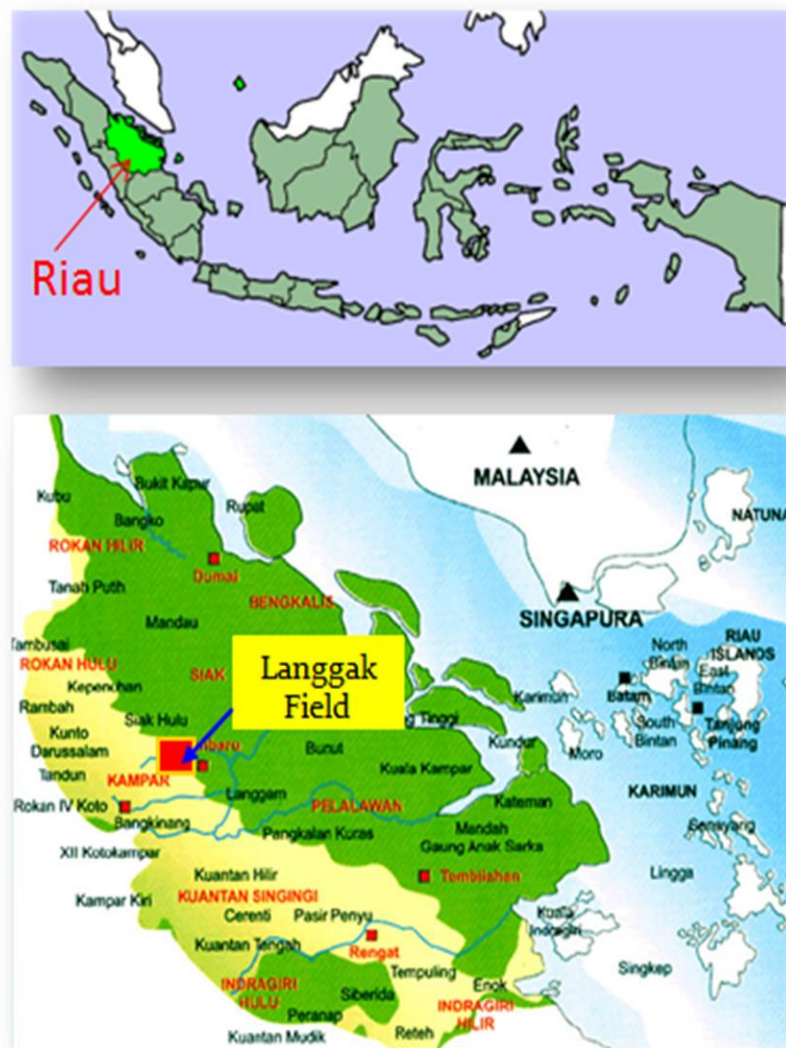 Riau
MALAYSIA
Bukit Kapur
Kubu
Rupat
NATUNA
Bangko
ROKAN HILIR
Dumai
Tanah Putih
SINGAPURA
BENGKALIS
Mandau
Tambusai
North
Bintan
RIAU
ISLANDS
ROKAN HULU
SIAK
Langgak
Field
East
Bintan
Kepenuhan
Karimun
Batam
Rambah
Siak Hulu
g Tinggi
South
Bintan
Tanjung
Pinang
Kunto
Darussalam
nbaru
Bunut
Kundur
Moro
Tandun
KAMPAR
Kuala Kampar
Langgam
KARIMUN
Rokan IV Koto
PELALAWAN
Kateman
Bangkinang
Pangkalan Kuras
Mandah
Senayang
XII Kotokampar
Gaung Anak Sarka
Kuantan Hilir
Tembilahan
Lingga
Kampar Kiri
KUANTAN SINGINGI
Cerenti
Pasir Penyu
Kuala
Indragiri
Kuantan Tengah
Rengat
Tempuling
Singkep
INDRAGIRI
HULU
Siberida
Enok
Peranap
INDRAGIRI
HILIR
Kuantan Mudik
Reteh